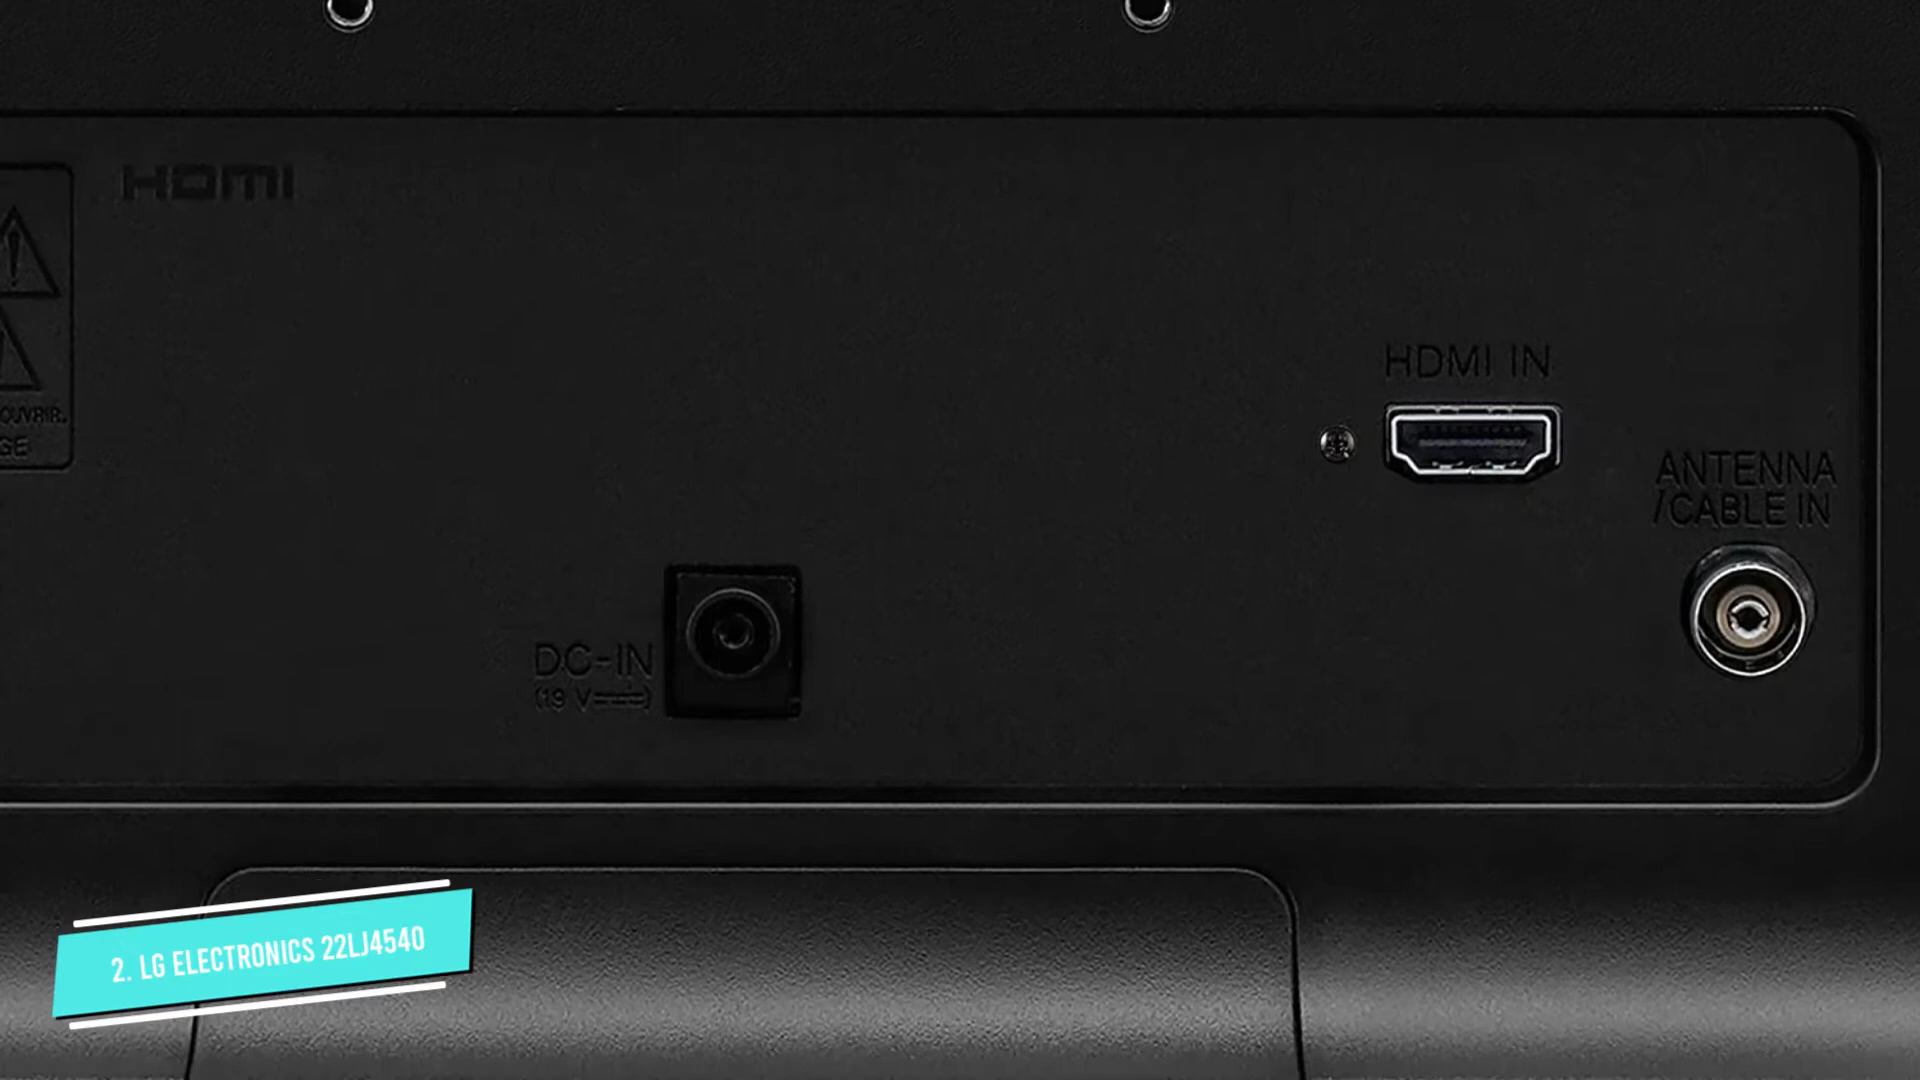 HDMI
OUVRIR.
GE
HDMI IN
ANTENNA
/CABLE IN
DC-IN
(19 V⎓)
2. LG ELECTRONICS 22LJ4540